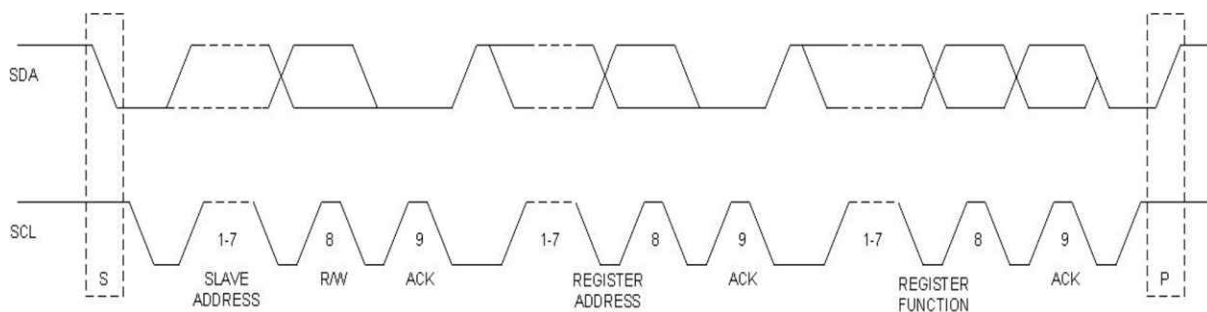 SDA
SCL
1-7 8 9 1-7 8 9 1-7 8 9
S SLAVE ADDRESS R/W ACK REGISTER ADDRESS ACK REGISTER FUNCTION ACK P